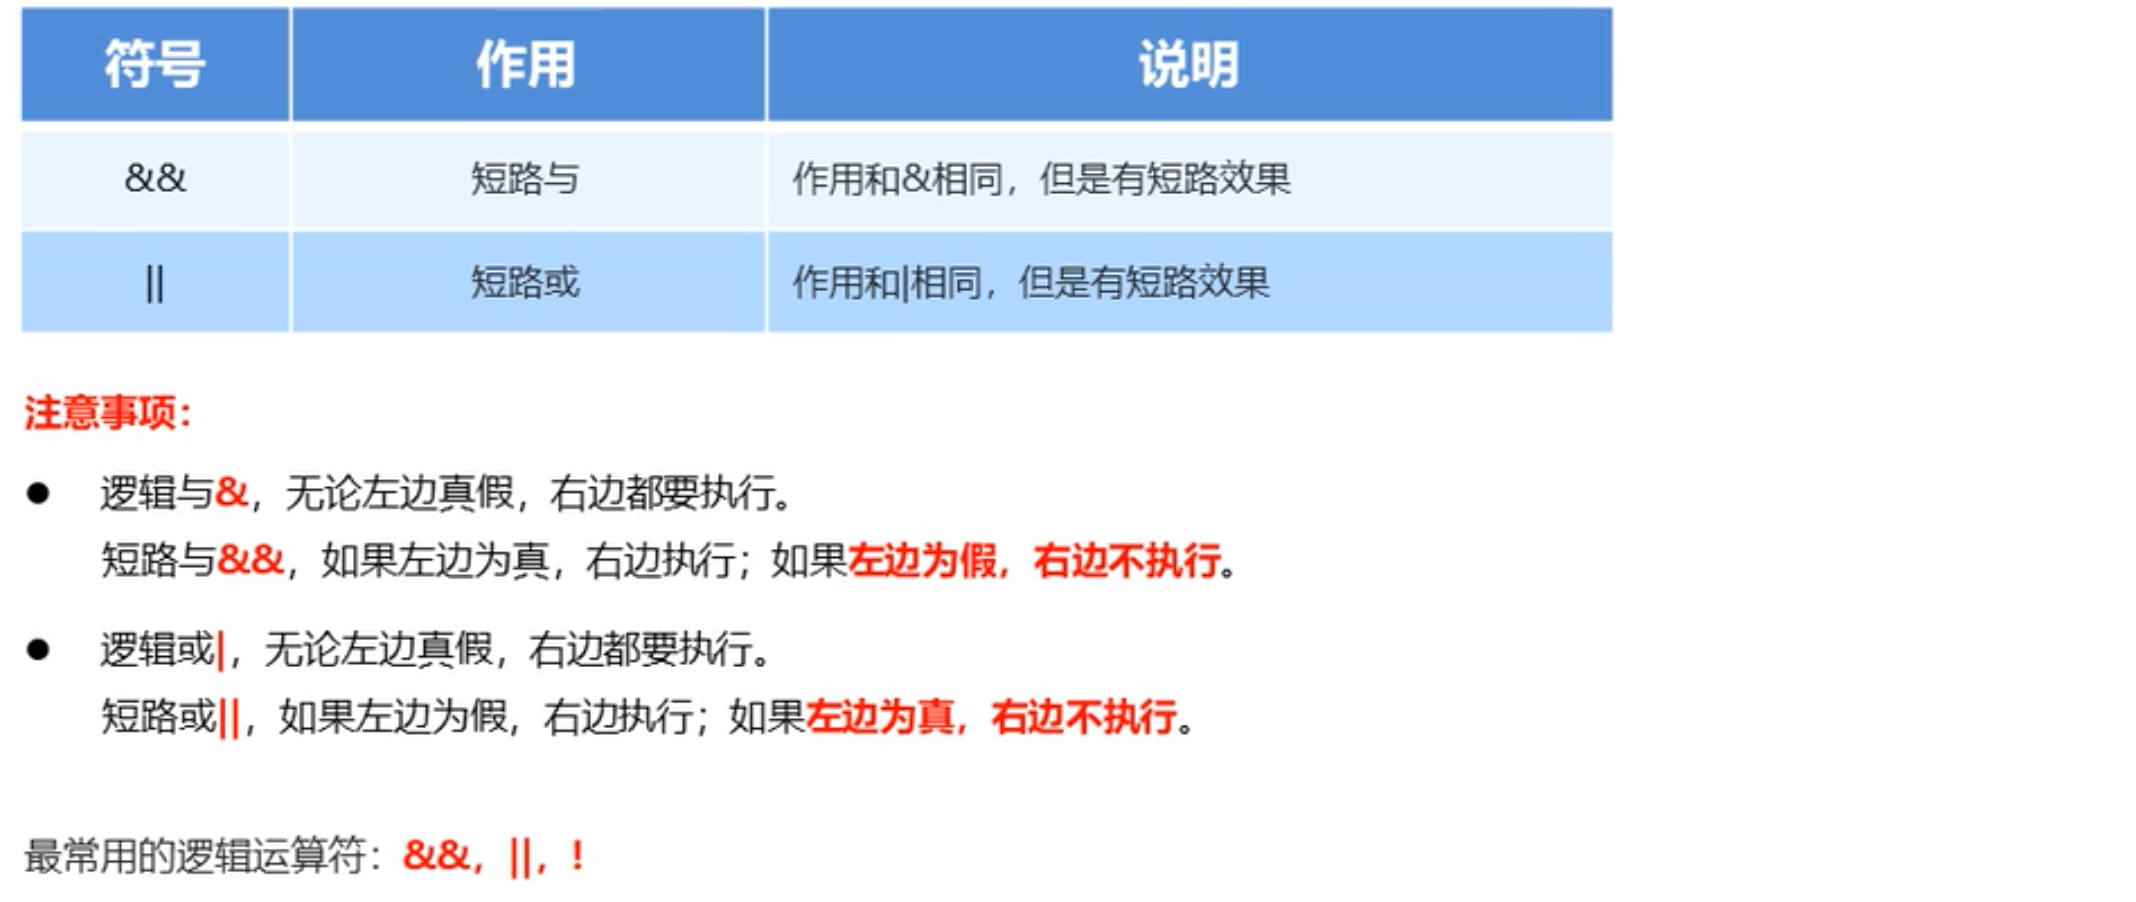 符号 作用 说明
&& 短路与 作用和&相同，但是有短路效果
|| 短路或 作用和|相同，但是有短路效果
注意事项：
● 逻辑与&，无论左边真假，右边都要执行。
短路与&&，如果左边为真，右边执行；如果左边为假，右边不执行。
● 逻辑或|，无论左边真假，右边都要执行。
短路或||，如果左边为假，右边执行；如果左边为真，右边不执行。
最常用的逻辑运算符：&&，||，！